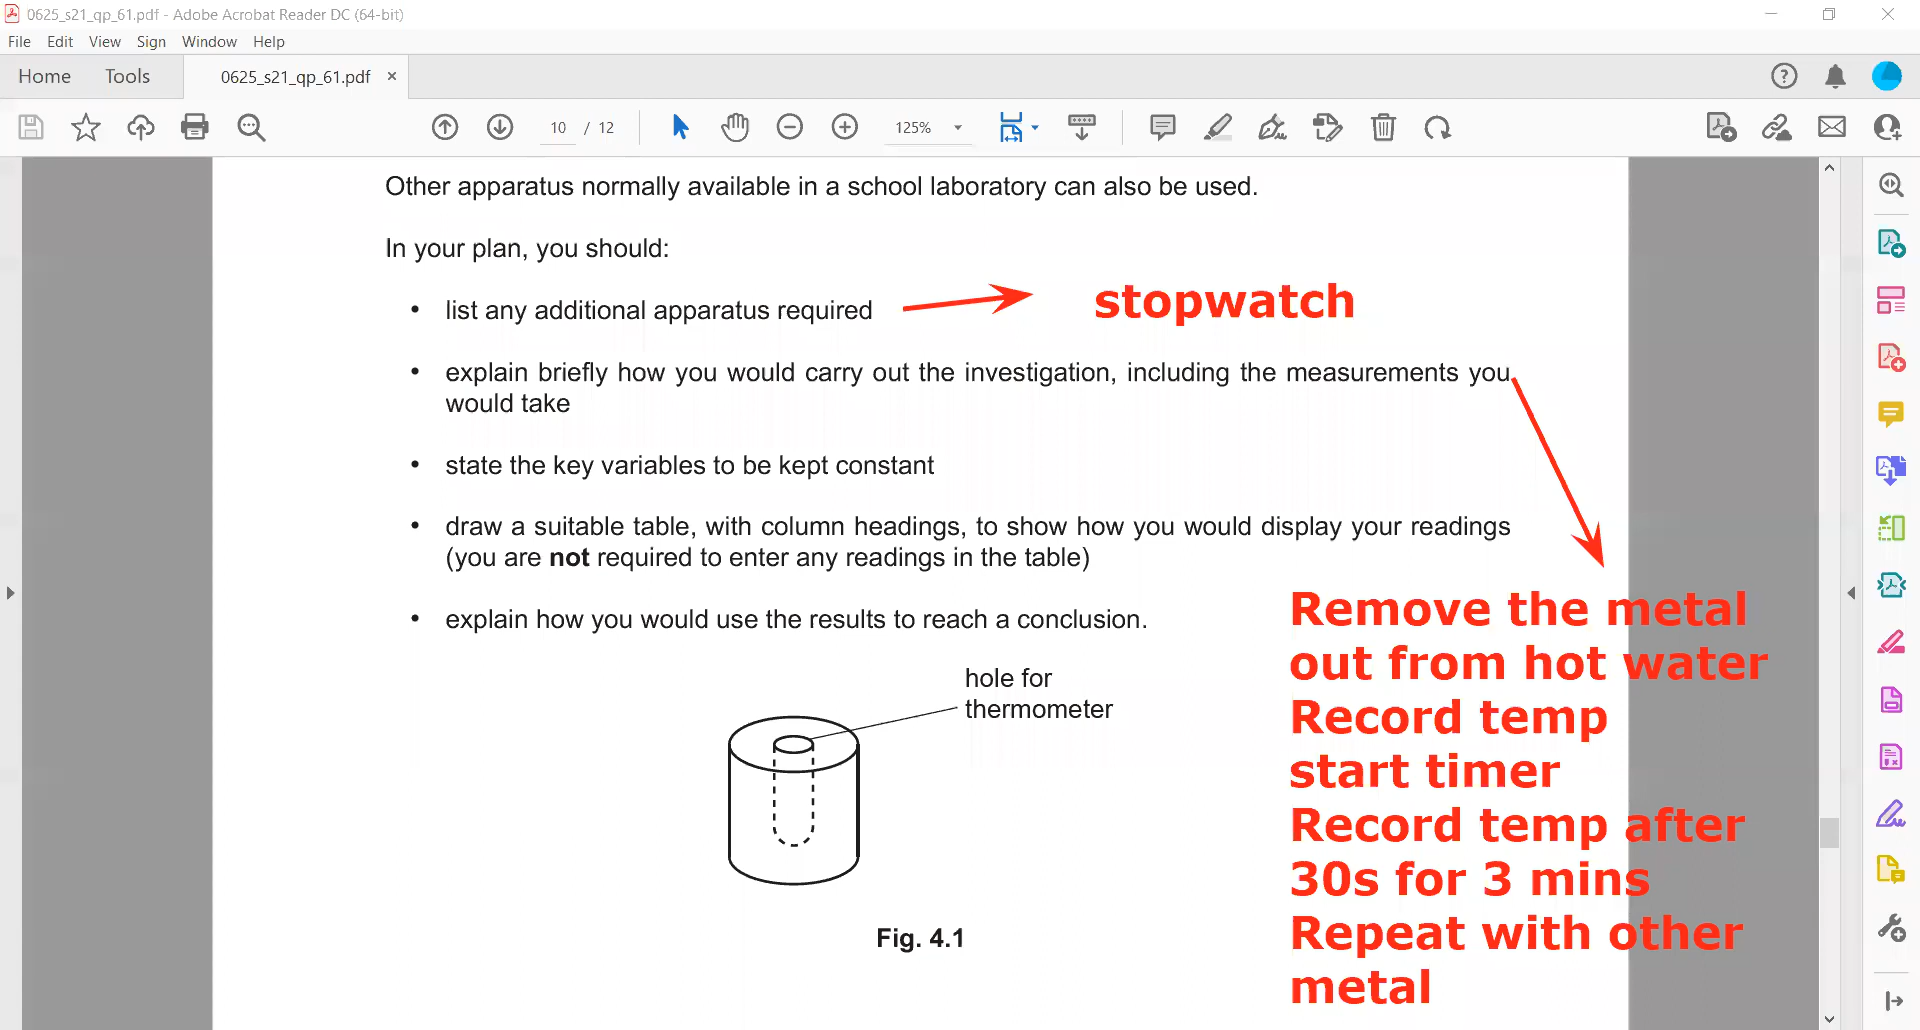 0625_s21_qp_61.pdf - Adobe Acrobat Reader DC (64-bit)
File Edit View Sign Window Help
Home Tools 0625_s21_qp_61.pdf ×
10 / 12 125%
Other apparatus normally available in a school laboratory can also be used.
In your plan, you should:
• list any additional apparatus required
stopwatch
• explain briefly how you would carry out the investigation, including the measurements you
would take
• state the key variables to be kept constant
• draw a suitable table, with column headings, to show how you would display your readings
(you are not required to enter any readings in the table)
• explain how you would use the results to reach a conclusion.
hole for
thermometer
Fig. 4.1
Remove the metal
out from hot water
Record temp
start timer
Record temp after
30s for 3 mins
Repeat with other
metal